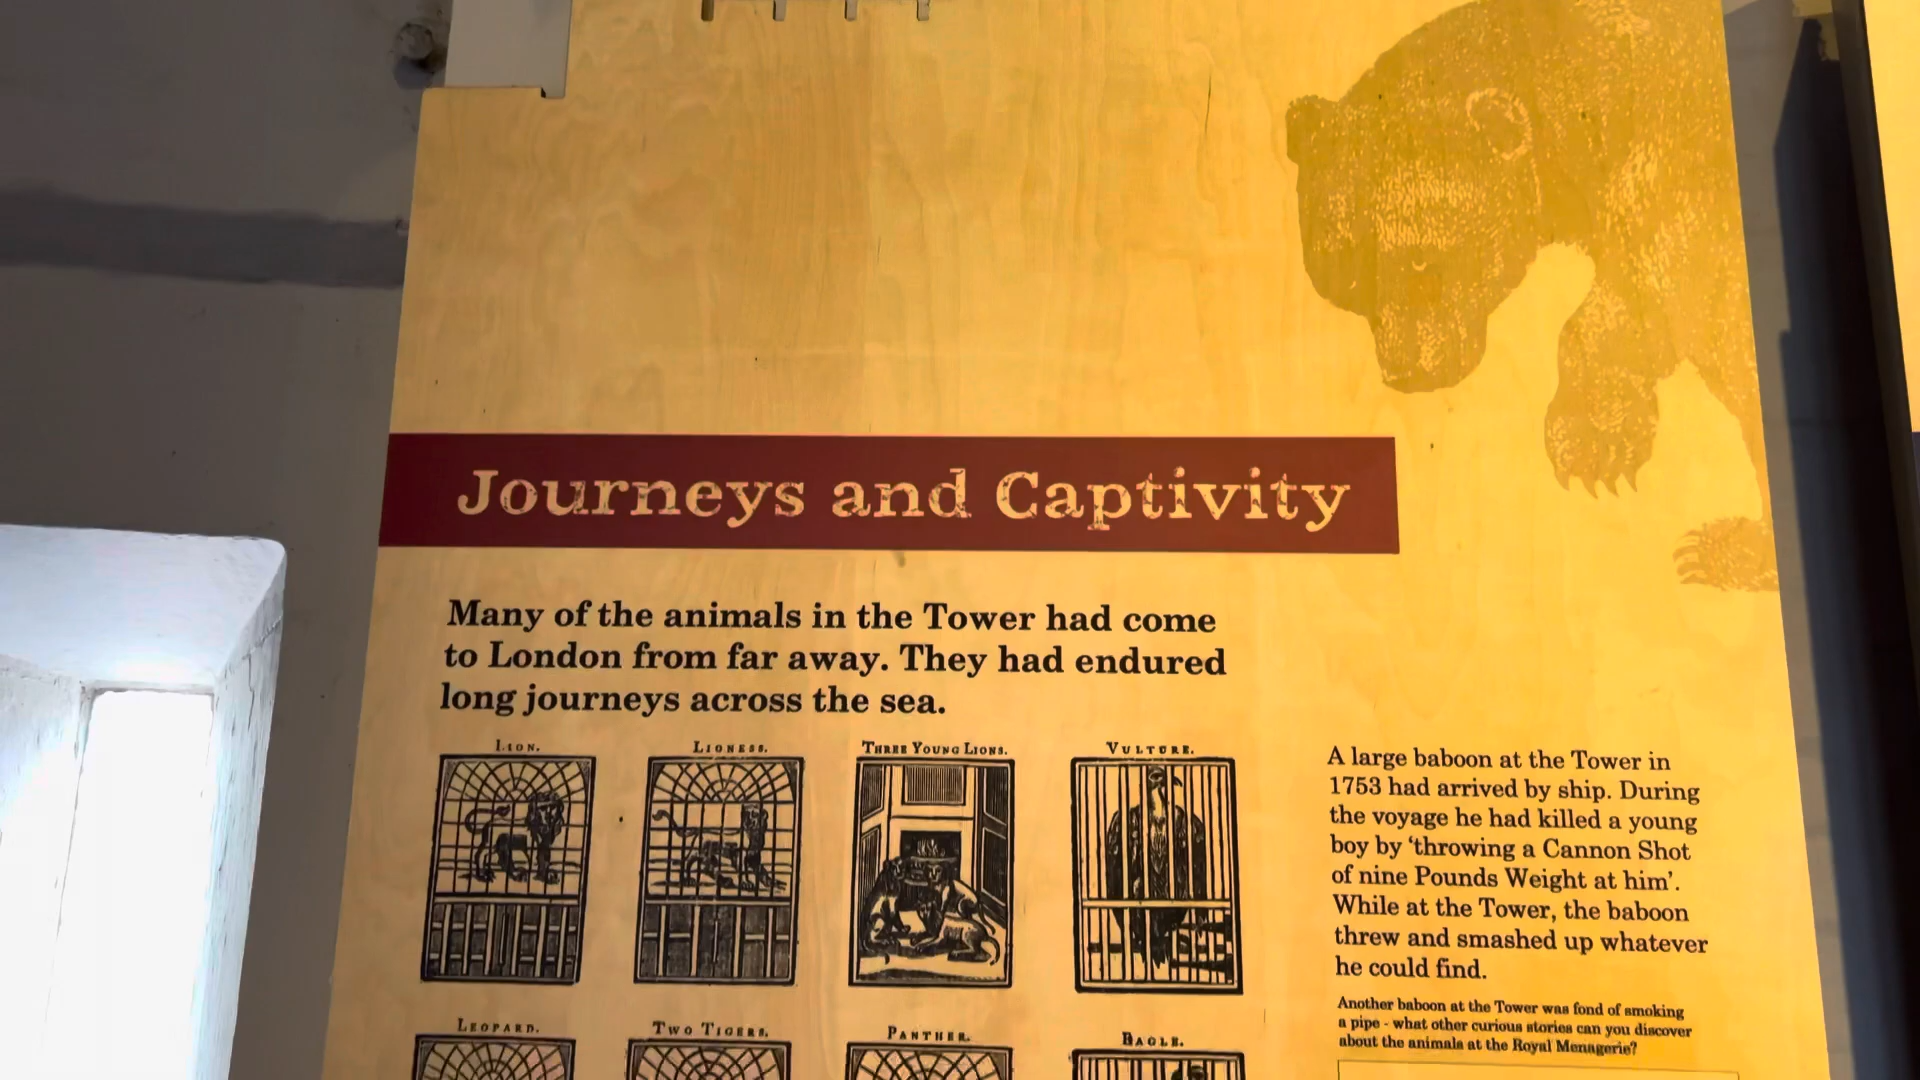 Journeys and Captivity
Many of the animals in the Tower had come
to London from far away. They had endured
long journeys across the sea.
LION.
LIONESS.
THREE YOUNG LIONS.
VULTURE.
LEOPARD.
TWO TIGERS.
PANTHER.
EAGLE.
A large baboon at the Tower in
1753 had arrived by ship. During
the voyage he had killed a young
boy by ‘throwing a Cannon Shot
of nine Pounds Weight at him’.
While at the Tower, the baboon
threw and smashed up whatever
he could find.
Another baboon at the Tower was fond of smoking
a pipe - what other curious stories can you discover
about the animals at the Royal Menagerie?